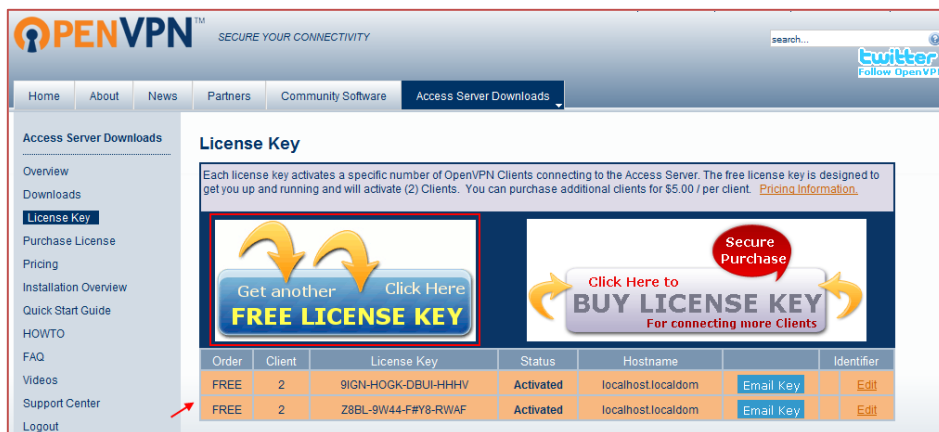 OPENVPN™
SECURE YOUR CONNECTIVITY
search...
twitter
Follow OpenVPN
Home About News Partners Community Software Access Server Downloads
Access Server Downloads
Overview
Downloads
License Key
Purchase License
Pricing
Installation Overview
Quick Start Guide
HOWTO
FAQ
Videos
Support Center
Logout
License Key
Each license key activates a specific number of OpenVPN Clients connecting to the Access Server. The free license key is designed to
get you up and running and will activate (2) Clients. You can purchase additional clients for $5.00 / per client. Pricing Information.
Get another Click Here
FREE LICENSE KEY
Secure
Purchase
Click Here to
BUY LICENSE KEY
For connecting more Clients
Order Client License Key Status Hostname Identifier
FREE 2 9IGN-HOGK-DBUI-HHHV Activated localhost.localdom Email Key Edit
FREE 2 Z8BL-9W44-F#Y8-RWAF Activated localhost.localdom Email Key Edit